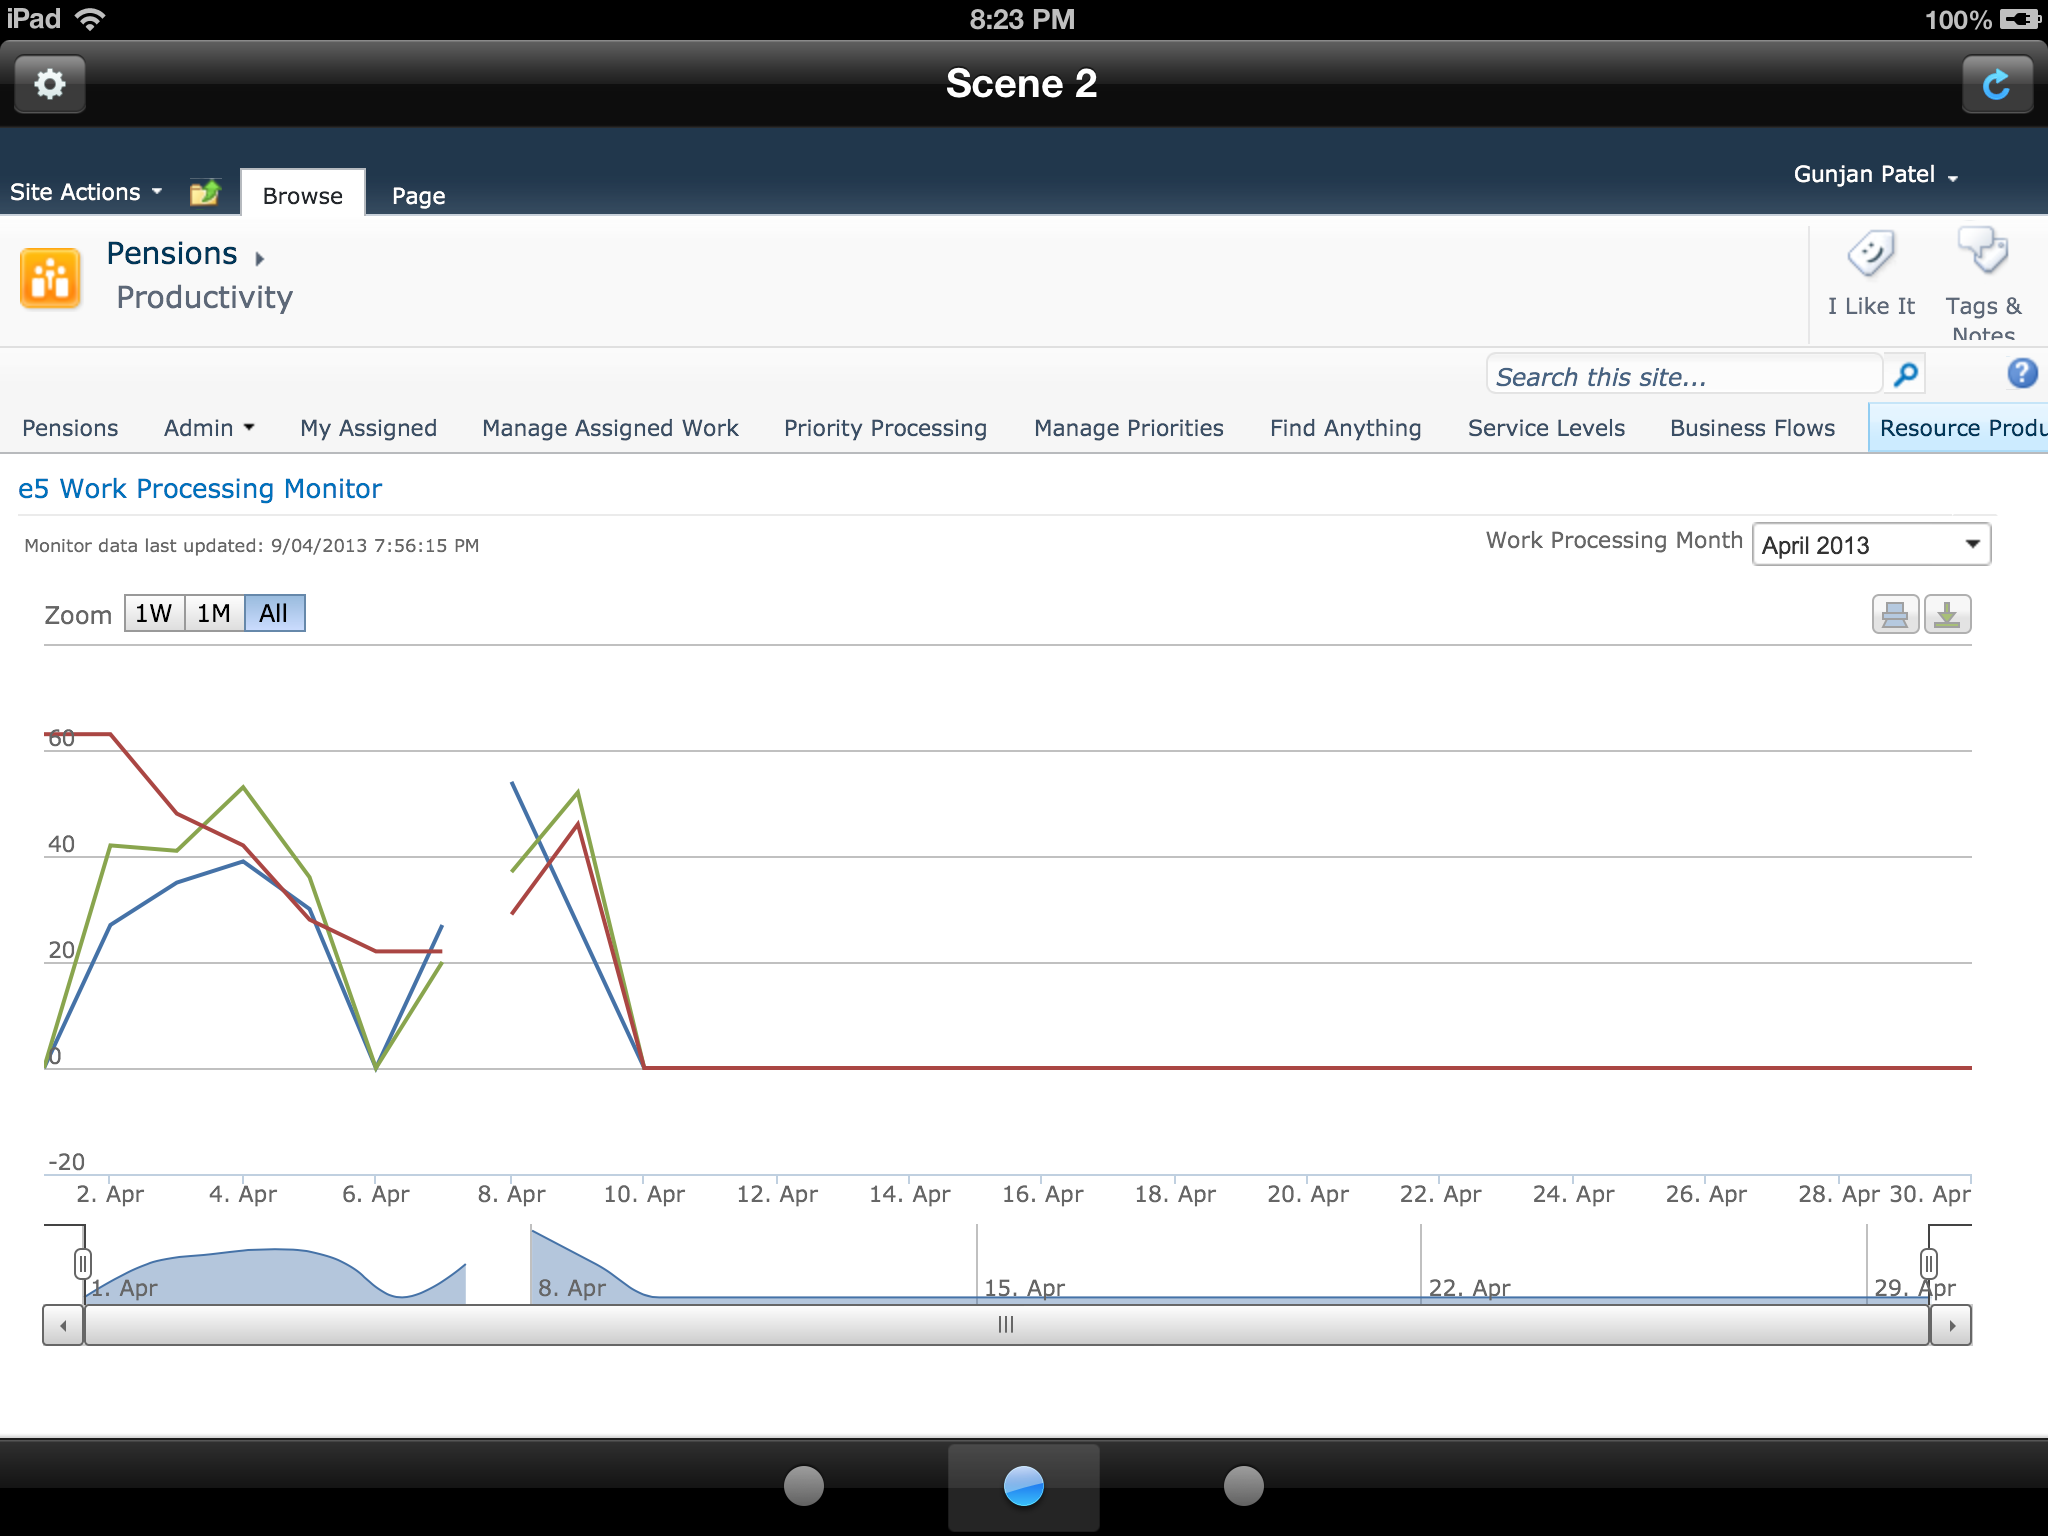 iPad 8:23 PM 100%
Scene 2
Gunjan Patel
Site Actions Browse Page
Pensions
Productivity
I Like It Tags &
Notes
Search this site...
Pensions Admin My Assigned Manage Assigned Work Priority Processing Manage Priorities Find Anything Service Levels Business Flows Resource Produ
e5 Work Processing Monitor
Monitor data last updated: 9/04/2013 7:56:15 PM
Work Processing Month April 2013
Zoom 1W 1M All
60
40
20
0
-20
2. Apr 4. Apr 6. Apr 8. Apr 10. Apr 12. Apr 14. Apr 16. Apr 18. Apr 20. Apr 22. Apr 24. Apr 26. Apr 28. Apr 30. Apr
1. Apr 8. Apr 15. Apr 22. Apr 29. Apr